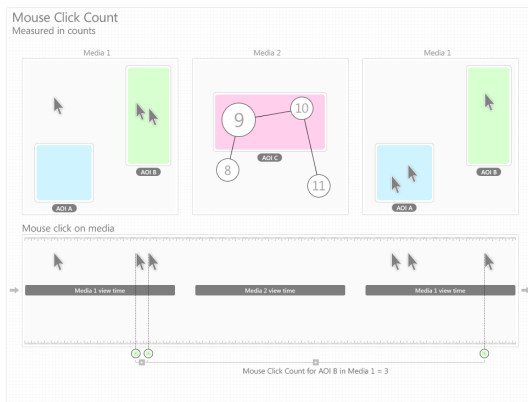 Mouse Click Count
Measured in counts
Media 1
Media 2
Media 1
AOI B
AOI A
9
10
AOI C
8
11
AOI B
AOI A
Mouse click on media
Media 1 view time
Media 2 view time
Media 1 view time
Mouse Click Count for AOI B in Media 1 = 3